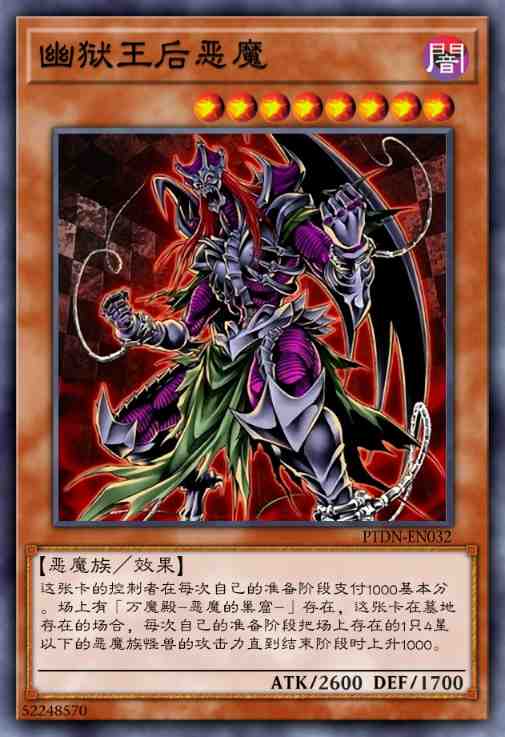 幽狱王后恶魔
闇
PTDN-EN032
【恶魔族／效果】
这张卡的控制者在每次自己的准备阶段支付1000基本分
。场上有「万魔殿-恶魔的巢窟-」存在，这张卡在墓地
存在的场合，每次自己的准备阶段把场上存在的1只4星
以下的恶魔族怪兽的攻击力直到结束阶段时上升1000。
ATK/2600 DEF/1700
52248570